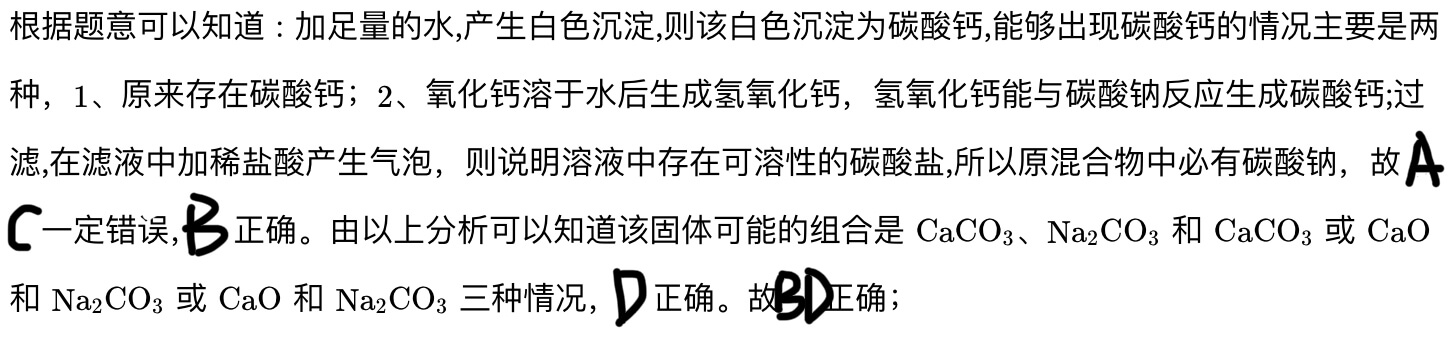 根据题意可以知道：加足量的水,产生白色沉淀,则该白色沉淀为碳酸钙,能够出现碳酸钙的情况主要是两
种，1、原来存在碳酸钙；2、氧化钙溶于水后生成氢氧化钙，氢氧化钙能与碳酸钠反应生成碳酸钙;过
滤,在滤液中加稀盐酸产生气泡，则说明溶液中存在可溶性的碳酸盐,所以原混合物中必有碳酸钠，故A
C一定错误,B正确。由以上分析可以知道该固体可能的组合是 CaCO₃、Na₂CO₃ 和 CaCO₃ 或 CaO
和 Na₂CO₃ 或 CaO 和 Na₂CO₃ 三种情况，D正确。故BD正确；